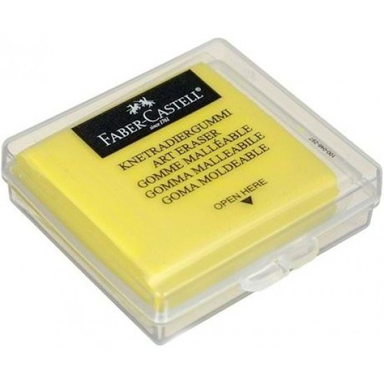 FABER-CASTELL
since 1761
KNETRADIERGUMMI
ART ERASER
GOMME MALLÉABLE
GOMMA MALLEABILE
GOMA MOLDEABLE
OPEN HERE